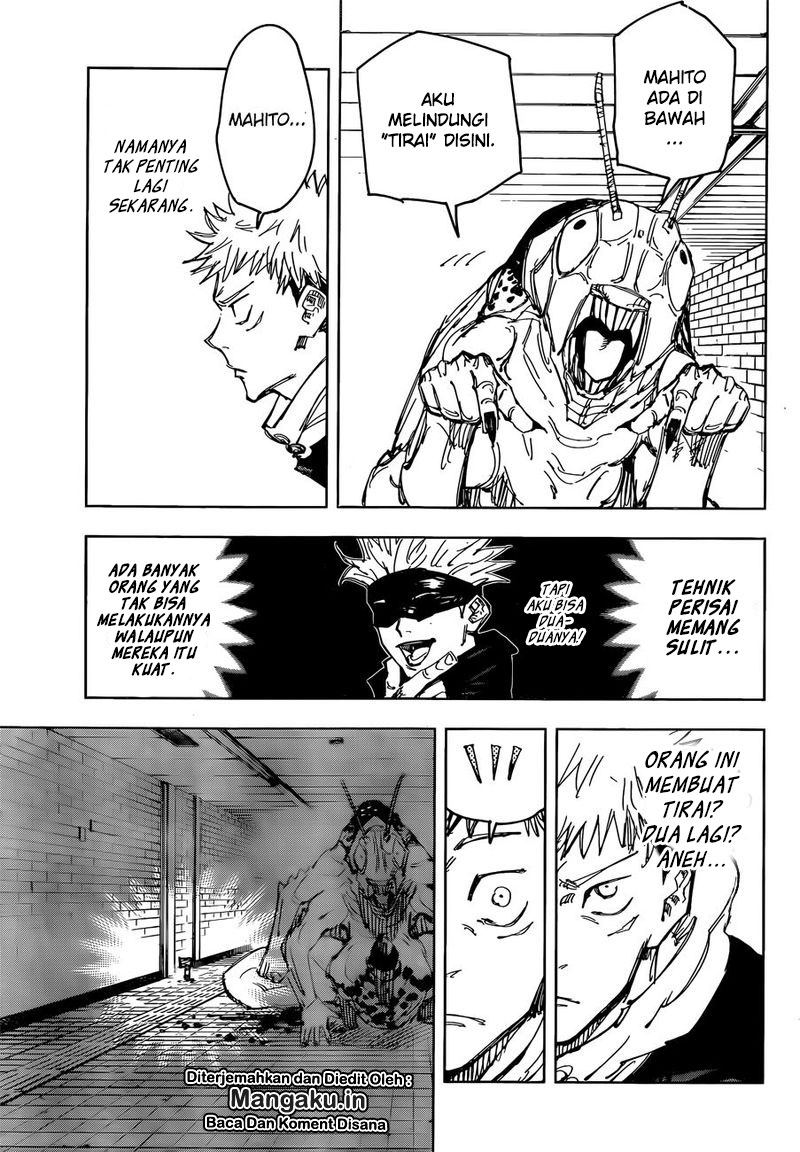 MAHITO
ADA DI
BAWAH
...
AKU
MELINDUNGI
"TIRAI" DISINI.
MAHITO...
NAMANYA
TAK PENTING
LAGI
SEKARANG.
TEHNIK
PERISAI
MEMANG
SULIT...
TAPI
AKU BISA
DUA-
DUANYA!
ADA BANYAK
ORANG YANG
TAK BISA
MELAKUKANNYA
WALAUPUN
MEREKA ITU
KUAT.
ORANG INI
MEMBUAT
TIRAI?
DUA LAGI?
ANEH...
!!!
Diterjemahkan dan Diedit Oleh :
Mangaku.in
Baca Dan Koment Disana